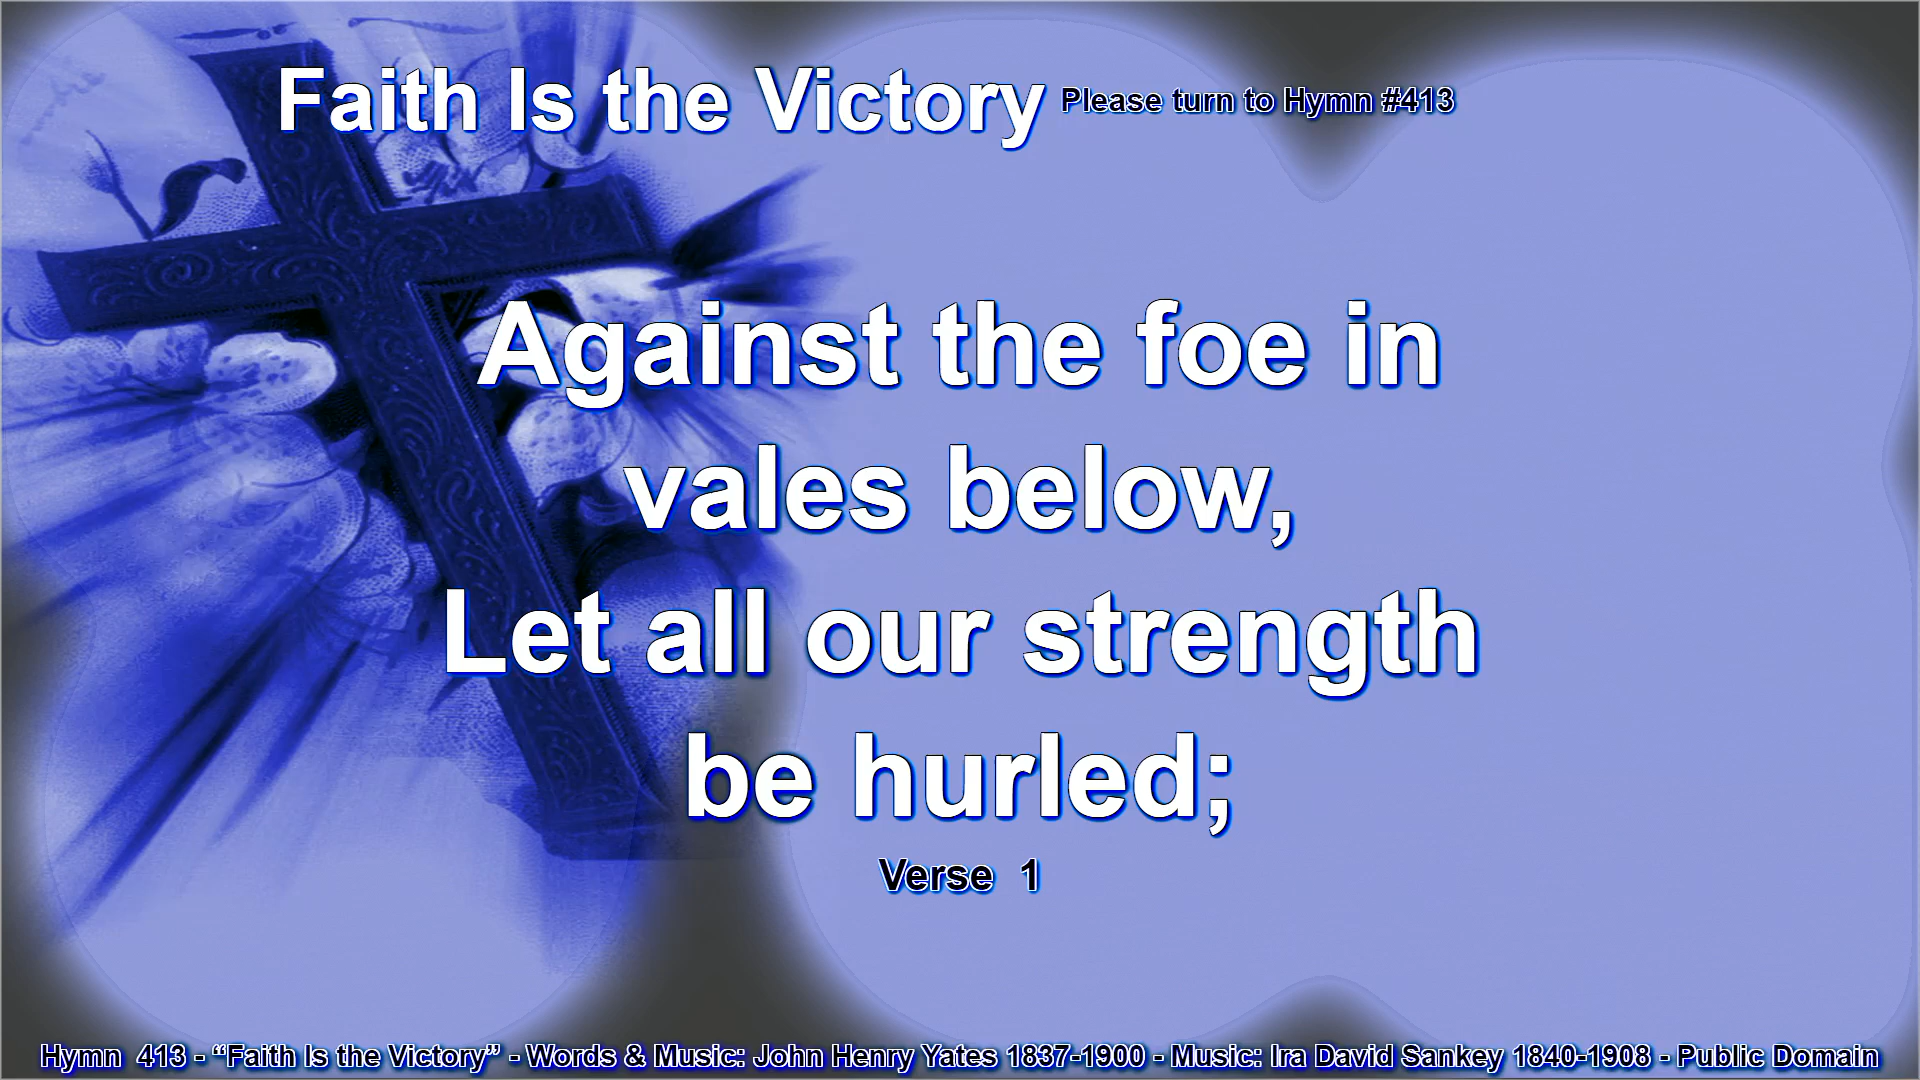 Faith Is the Victory Please turn to Hymn #413
Against the foe in
vales below,
Let all our strength
be hurled;
Verse 1
Hymn 413 - “Faith Is the Victory” - Words & Music: John Henry Yates 1837-1900 - Music: Ira David Sankey 1840-1908 - Public Domain